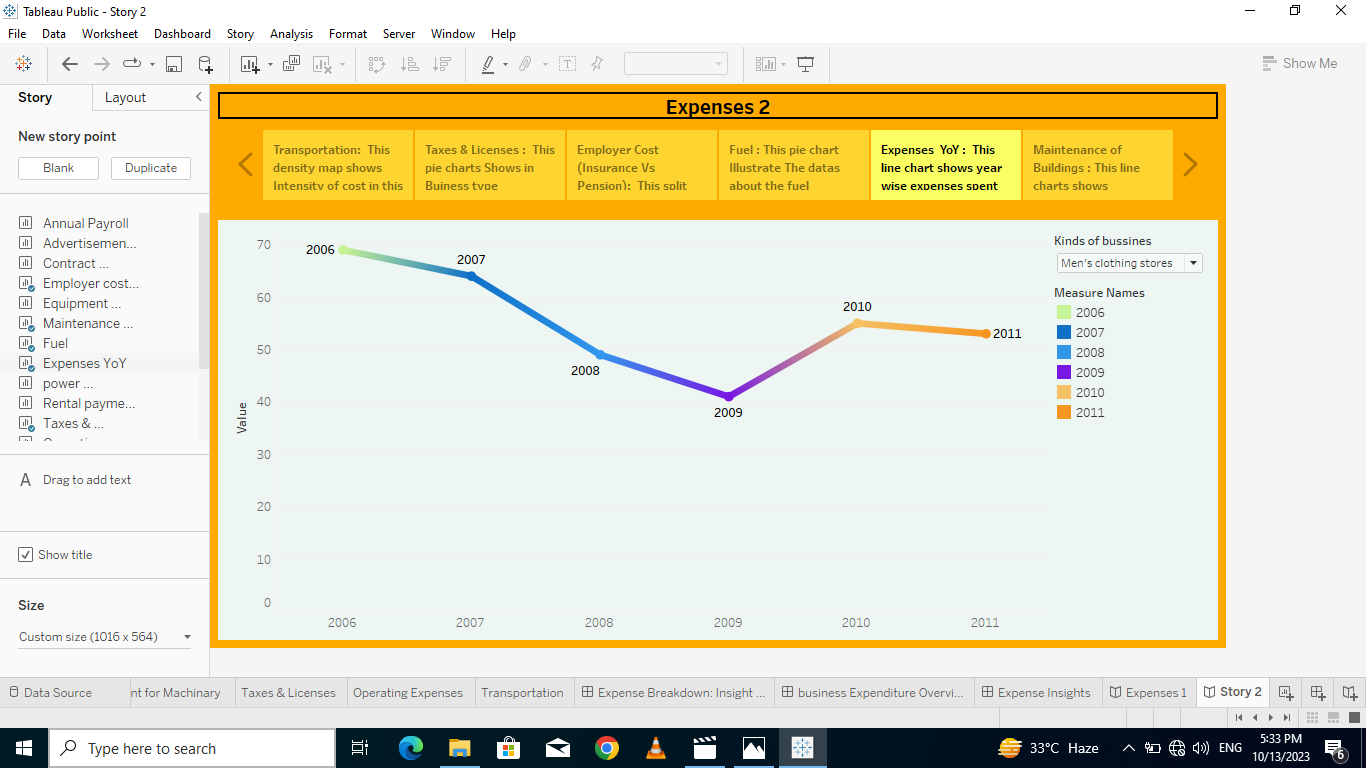 Tableau Public - Story 2
File Data Worksheet Dashboard Story Analysis Format Server Window Help
Show Me
Story Layout
New story point
Blank Duplicate
Annual Payroll
Advertisemen...
Contract ...
Employer cost...
Equipment ...
Maintenance ...
Fuel
Expenses YoY
power ...
Rental payme...
Taxes & ...
A Drag to add text
Show title
Size
Custom size (1016 x 564)
Expenses 2
Transportation: This
density map shows
Intensity of cost in this
Taxes & Licenses : This
pie charts Shows in
Buiness type
Employer Cost
(Insurance Vs
Pension): This split
Fuel : This pie chart
Illustrate The datas
about the fuel
Expenses YoY : This
line chart shows year
wise expenses spent
Maintenance of
Buildings : This line
charts shows
Value
70
60
50
40
30
20
10
0
2006
2007
2008
2009
2010
2011
2006 2007 2008 2009 2010 2011
Kinds of bussines
Men's clothing stores
Measure Names
2006
2007
2008
2009
2010
2011
Data Source nt for Machinary Taxes & Licenses Operating Expenses Transportation Expense Breakdown: Insight ... business Expenditure Overvi... Expense Insights Expenses 1 Story 2
Type here to search
33°C Haze
ENG
5:33 PM
10/13/2023
6